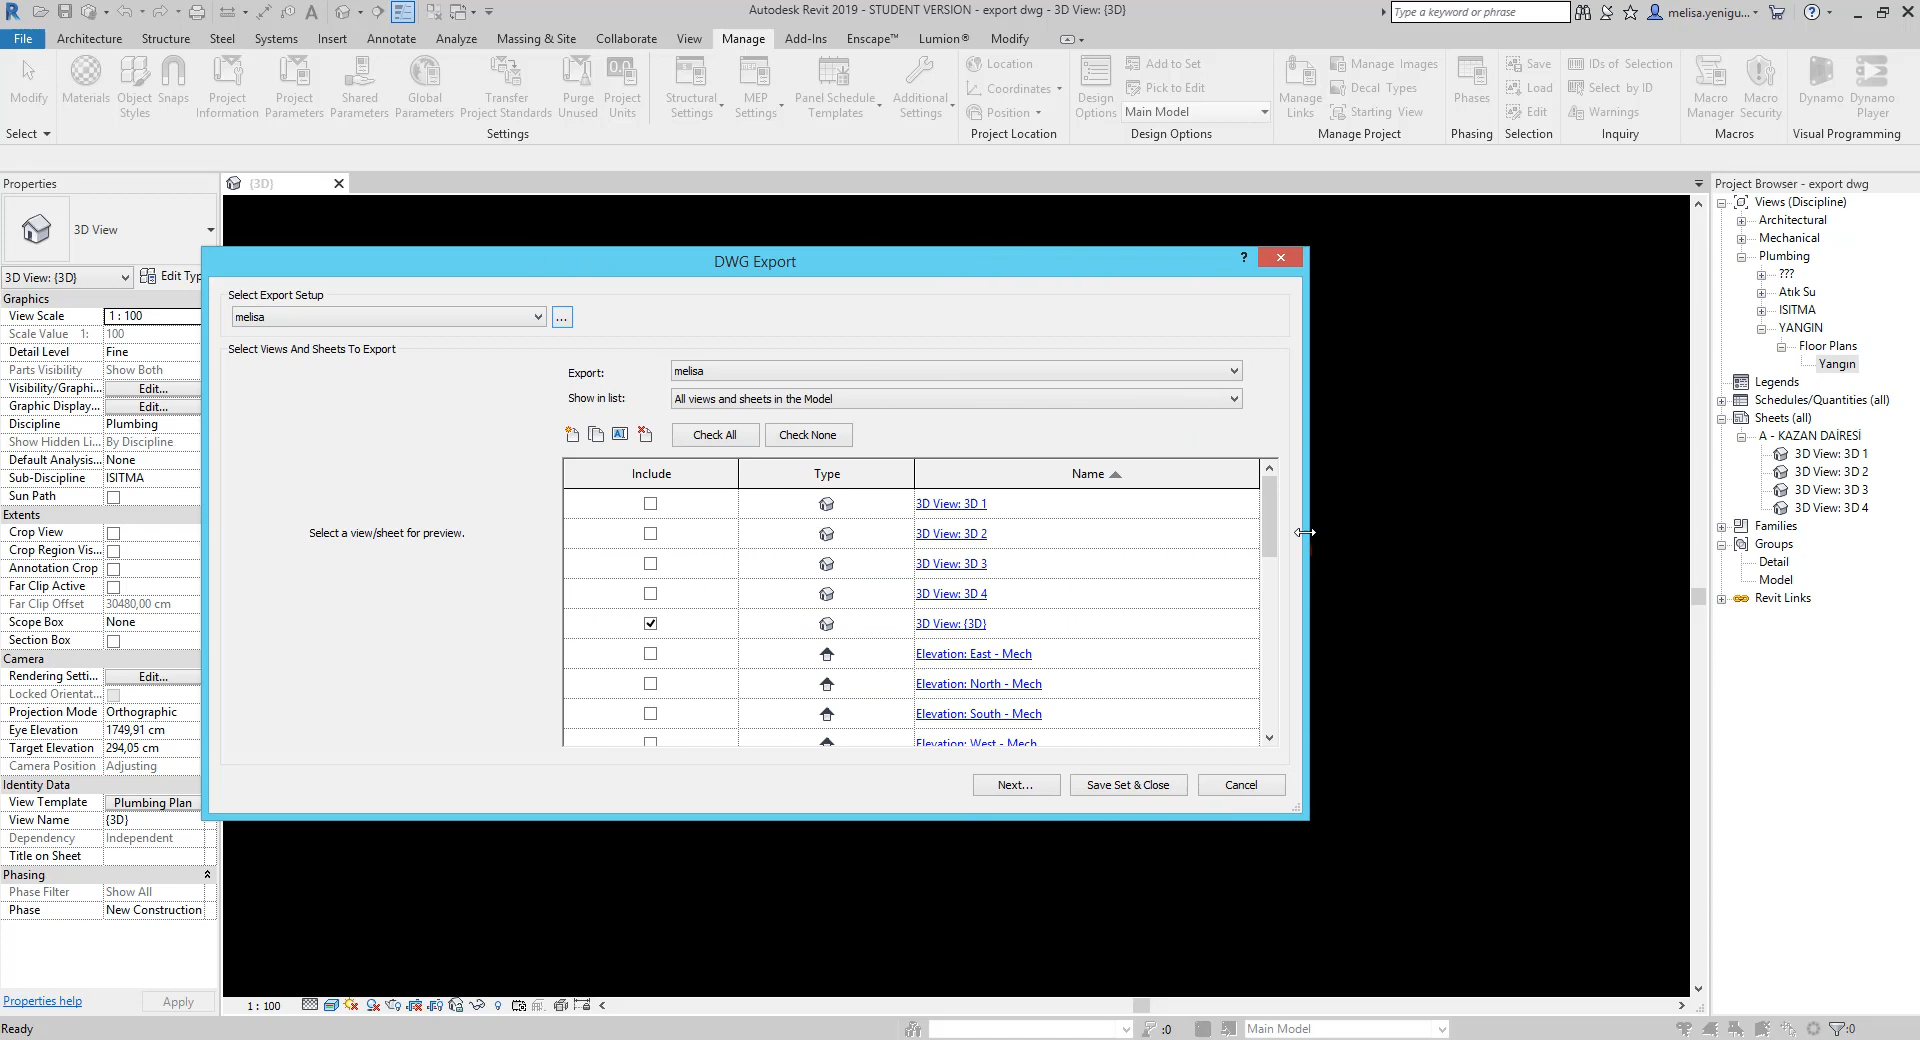 Autodesk Revit 2019 - STUDENT VERSION - export dwg - 3D View: {3D}
Type a keyword or phrase
melisa.yenigu...
File Architecture Structure Steel Systems Insert Annotate Analyze Massing & Site Collaborate View Manage Add-Ins Enscape™ Lumion® Modify
Modify
Materials
Object Styles
Snaps
Project Information
Project Parameters
Shared Parameters
Global Parameters
Transfer Project Standards
Purge Unused
Project Units
Structural Settings
MEP Settings
Panel Schedule Templates
Additional Settings
Location
Coordinates
Position
Design Options
Add to Set
Pick to Edit
Main Model
Manage Links
Manage Images
Decal Types
Starting View
Phases
Save
Load
Edit
IDs of Selection
Select by ID
Warnings
Macro Manager
Macro Security
Dynamo
Dynamo Player
Select
Settings
Project Location
Design Options
Manage Project
Phasing
Selection
Inquiry
Macros
Visual Programming
Properties
3D View
3D View: {3D}
Edit Typ
Graphics
View Scale 1 : 100
Scale Value 1: 100
Detail Level Fine
Parts Visibility Show Both
Visibility/Graphi... Edit...
Graphic Display... Edit...
Discipline Plumbing
Show Hidden Li... By Discipline
Default Analysis... None
Sub-Discipline ISITMA
Sun Path
Extents
Crop View
Crop Region Vis...
Annotation Crop
Far Clip Active
Far Clip Offset 30480,00 cm
Scope Box None
Section Box
Camera
Rendering Setti... Edit...
Locked Orientat...
Projection Mode Orthographic
Eye Elevation 1749,91 cm
Target Elevation 294,05 cm
Camera Position Adjusting
Identity Data
View Template Plumbing Plan
View Name {3D}
Dependency Independent
Title on Sheet
Phasing
Phase Filter Show All
Phase New Construction
Properties help Apply
{3D}
DWG Export
Select Export Setup
melisa ...
Select Views And Sheets To Export
Select a view/sheet for preview.
Export: melisa
Show in list: All views and sheets in the Model
Check All Check None
Include Type Name
3D View: 3D 1
3D View: 3D 2
3D View: 3D 3
3D View: 3D 4
3D View: {3D}
Elevation: East - Mech
Elevation: North - Mech
Elevation: South - Mech
Elevation: West - Mech
Next... Save Set & Close Cancel
Project Browser - export dwg
Views (Discipline)
Architectural
Mechanical
Plumbing
???
Atık Su
ISITMA
YANGIN
Floor Plans
Yangın
Legends
Schedules/Quantities (all)
Sheets (all)
A - KAZAN DAİRESİ
3D View: 3D 1
3D View: 3D 2
3D View: 3D 3
3D View: 3D 4
Families
Groups
Detail
Model
Revit Links
1 : 100
Ready
:0
Main Model
:0